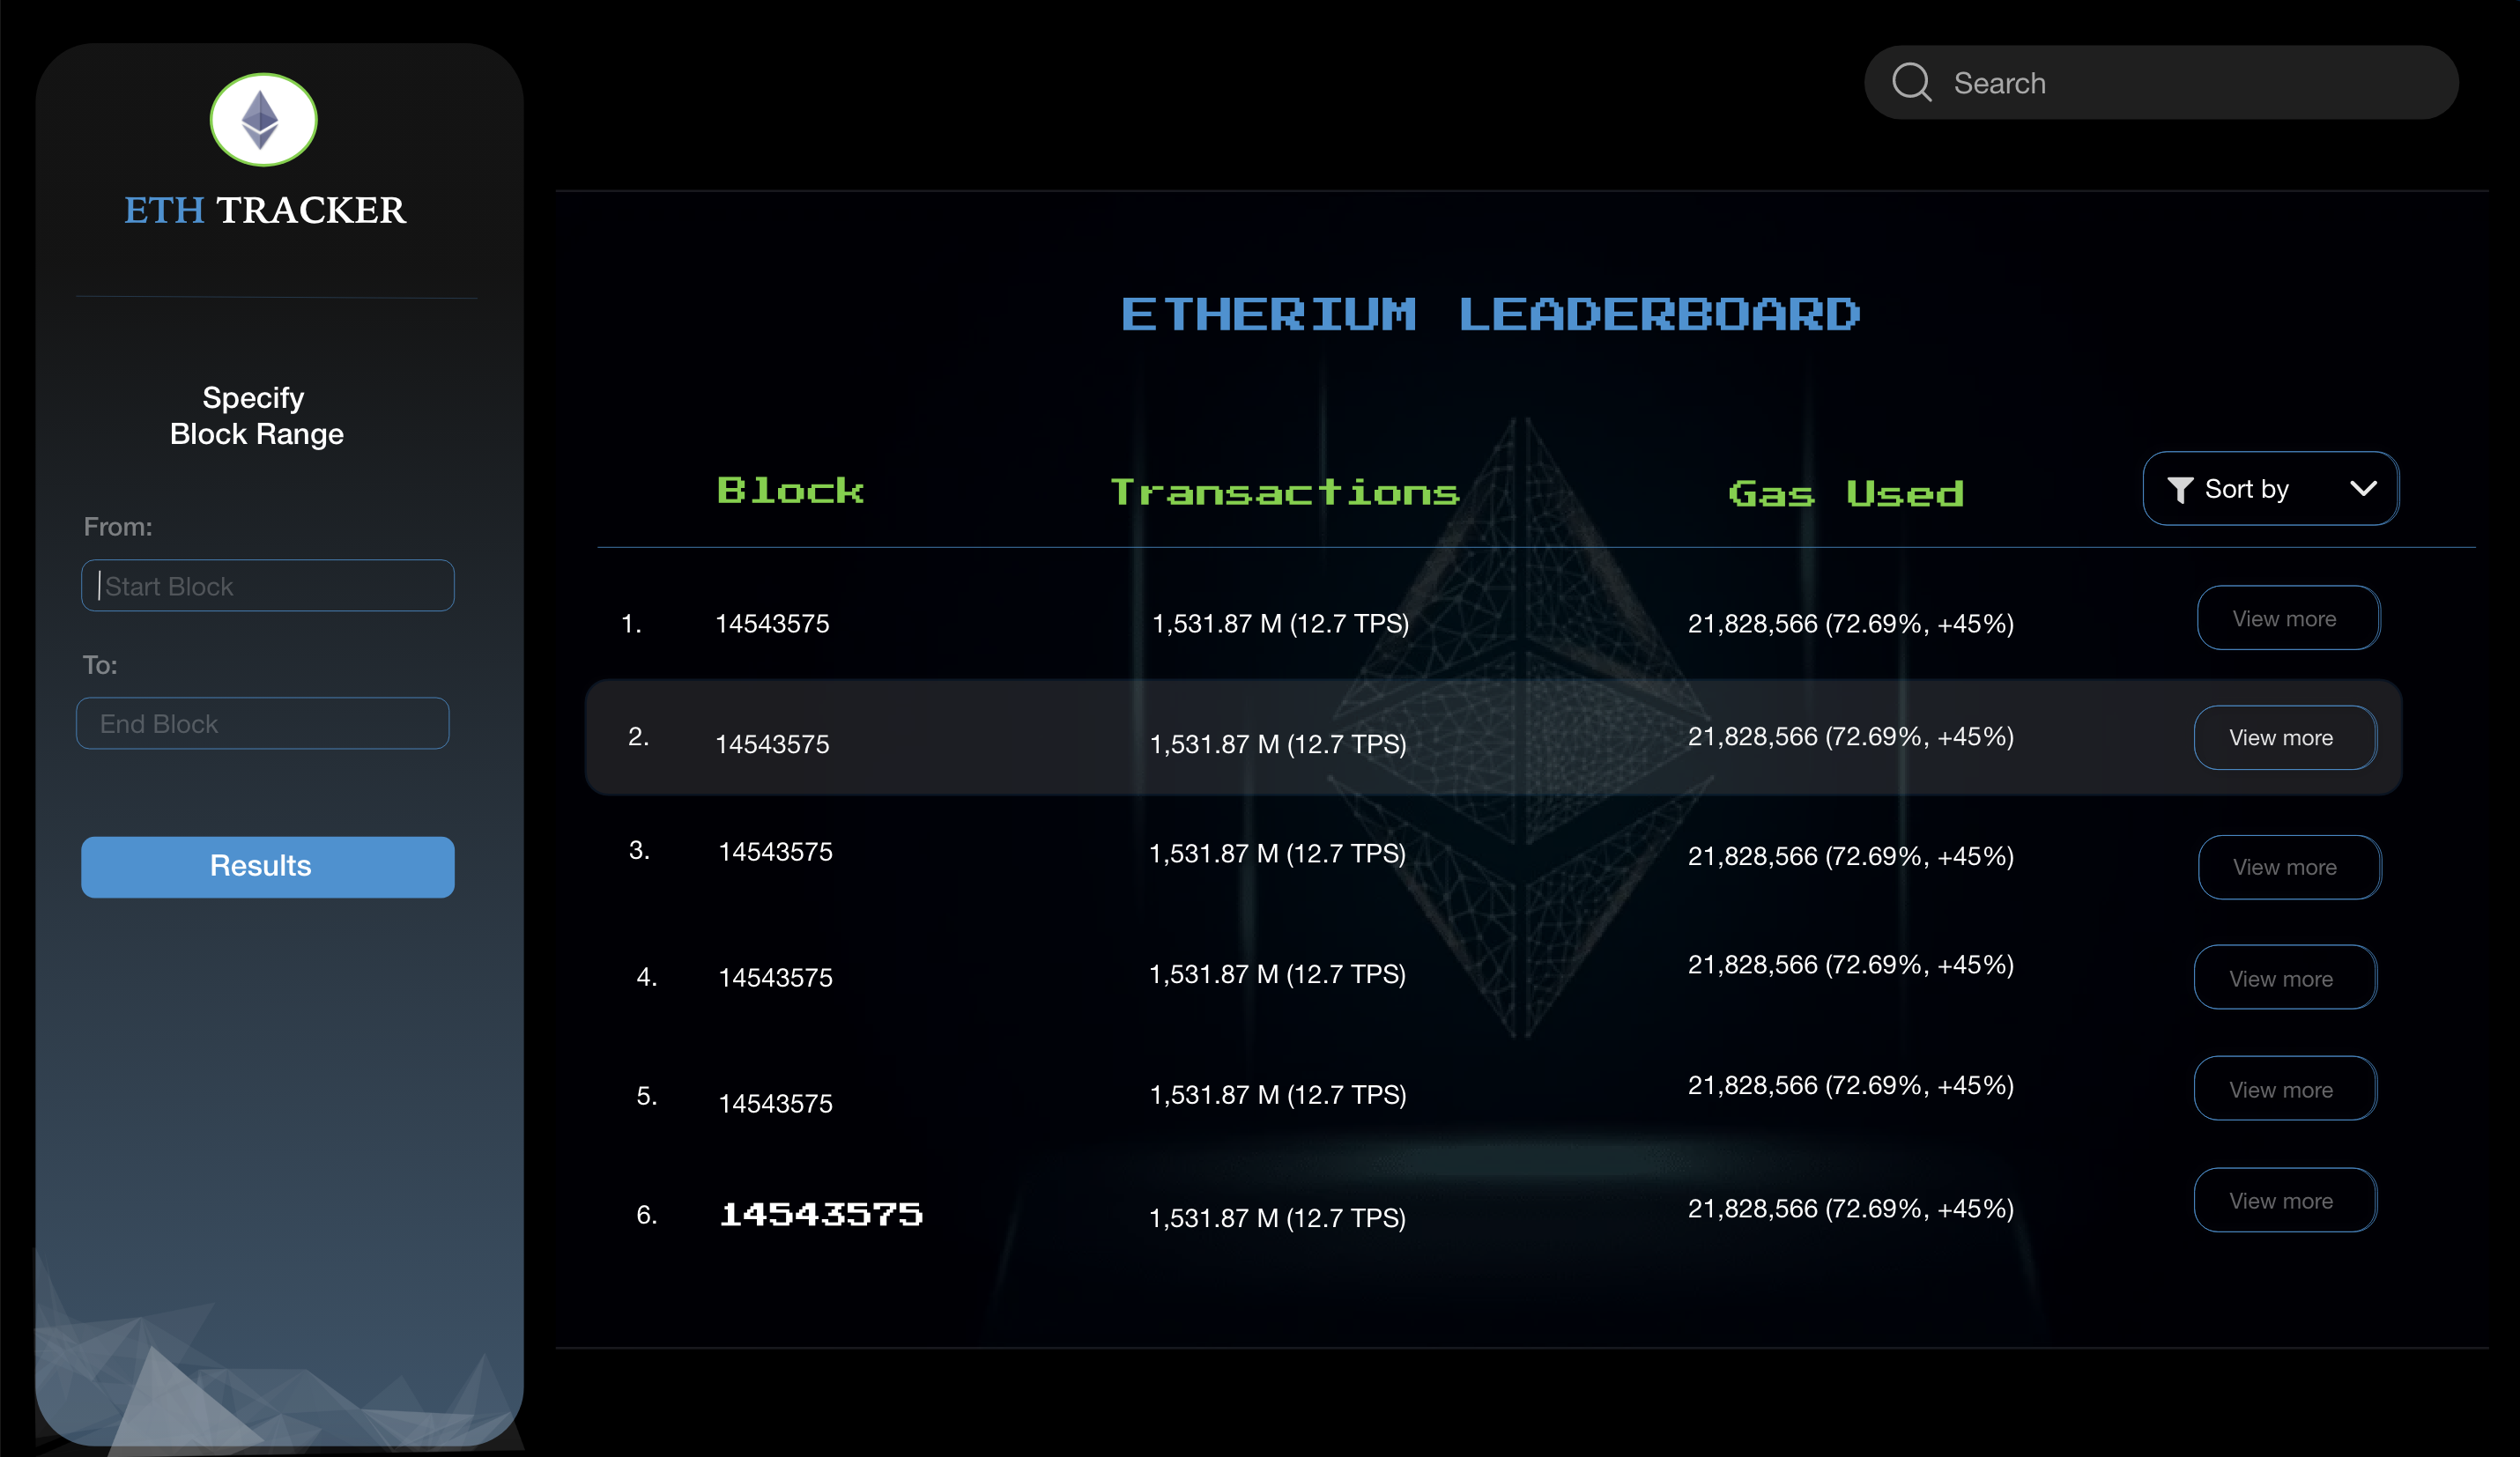 Search
ETH TRACKER
ETHERIUM LEADERBOARD
Specify
Block Range
From:
Start Block
To:
End Block
Results
Block Transactions Gas Used Sort by
1. 14543575 1,531.87 M (12.7 TPS) 21,828,566 (72.69%, +45%) View more
2. 14543575 1,531.87 M (12.7 TPS) 21,828,566 (72.69%, +45%) View more
3. 14543575 1,531.87 M (12.7 TPS) 21,828,566 (72.69%, +45%) View more
4. 14543575 1,531.87 M (12.7 TPS) 21,828,566 (72.69%, +45%) View more
5. 14543575 1,531.87 M (12.7 TPS) 21,828,566 (72.69%, +45%) View more
6. 14543575 1,531.87 M (12.7 TPS) 21,828,566 (72.69%, +45%) View more